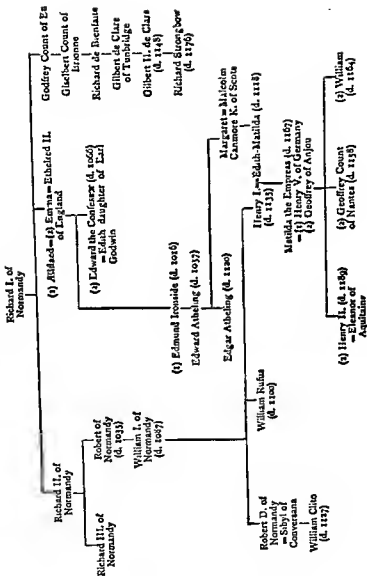 Richard I. of
Normandy
Richard II. of
Normandy
(1) Ælfled=(2) Emma=Ethelred II.
of England
Godfrey Count of Eu
Gislebert Count of
Brionne
Richard de Bienfaite
Gilbert de Clare
of Tunbridge
Gilbert II. de Clare
(d. 1148)
Richard Strongbow
(d. 1176)
Richard III. of
Normandy
Robert of
Normandy
(d. 1035)
William I. of
Normandy
(d. 1087)
(2) Edward the Confessor (d. 1066)
=Edith daughter of Earl
Godwin
(1) Edmund Ironside (d. 1016)
Edward Atheling (d. 1057)
Edgar Atheling (d. 1120)
Margaret=Malcolm
Canmore K. of Scots
Robert D. of
Normandy
=Sibyl of
Conversana
William Clito
(d. 1127)
William Rufus
(d. 1100)
Henry I.=Edith-Matilda (d. 1118)
(d. 1135)
Matilda the Empress (d. 1167)
=(1) Henry V. of Germany
(2) Geoffrey of Anjou
(2) Henry II. (d. 1189)
=Eleanor of
Aquitaine
(2) Geoffrey Count
of Nantes (d. 1158)
(2) William
(d. 1164)